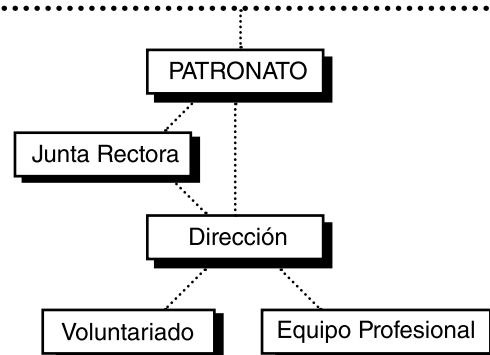 PATRONATO
Junta Rectora
Dirección
Voluntariado
Equipo Profesional